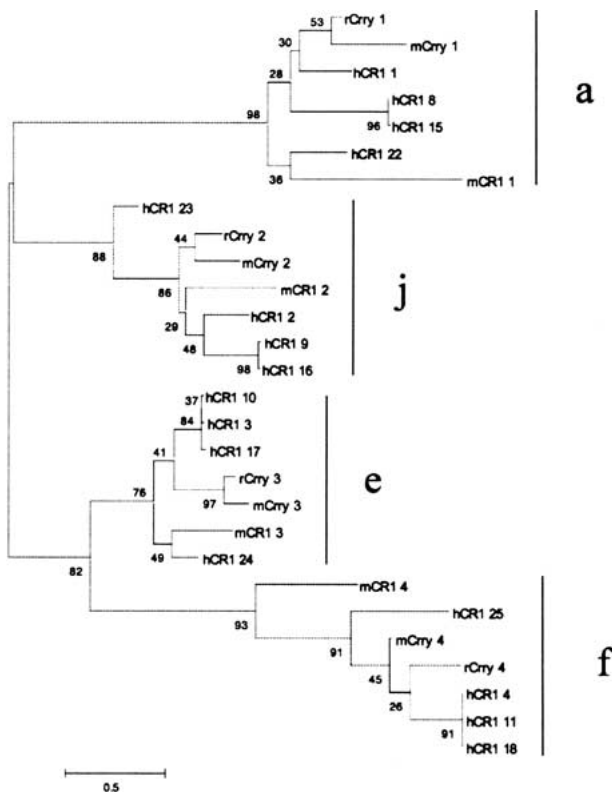 53
rCrry 1
30
mCrry 1
28
hCR1 1
hCR1 8
98
96
hCR1 15
hCR1 22
36
mCR1 1
a
hCR1 23
44
rCrry 2
88
mCrry 2
86
mCR1 2
29
hCR1 2
48
hCR1 9
98
hCR1 16
j
37
hCR1 10
84
hCR1 3
41
hCR1 17
rCrry 3
76
97
mCrry 3
mCR1 3
49
hCR1 24
e
82
mCR1 4
93
hCR1 25
91
mCrry 4
45
rCrry 4
26
hCR1 4
hCR1 11
91
hCR1 18
f
0.5